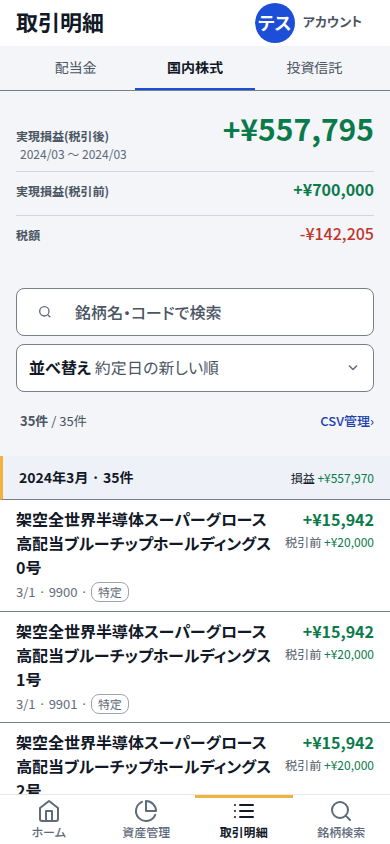 取引明細
テス アカウント
配当金 国内株式 投資信託
+¥557,795
実現損益(税引後)
2024/03 〜 2024/03
実現損益(税引前) +¥700,000
税額 -¥142,205
銘柄名・コードで検索
並べ替え 約定日の新しい順
35件 / 35件 CSV管理›
2024年3月・35件 損益 +¥557,970
架空全世界半導体スーパーグロース +¥15,942
高配当ブルーチップホールディングス 税引前 +¥20,000
0号
3/1・9900・特定
架空全世界半導体スーパーグロース +¥15,942
高配当ブルーチップホールディングス 税引前 +¥20,000
1号
3/1・9901・特定
架空全世界半導体スーパーグロース +¥15,942
高配当ブルーチップホールディングス 税引前 +¥20,000
2号
ホーム 資産管理 取引明細 銘柄検索